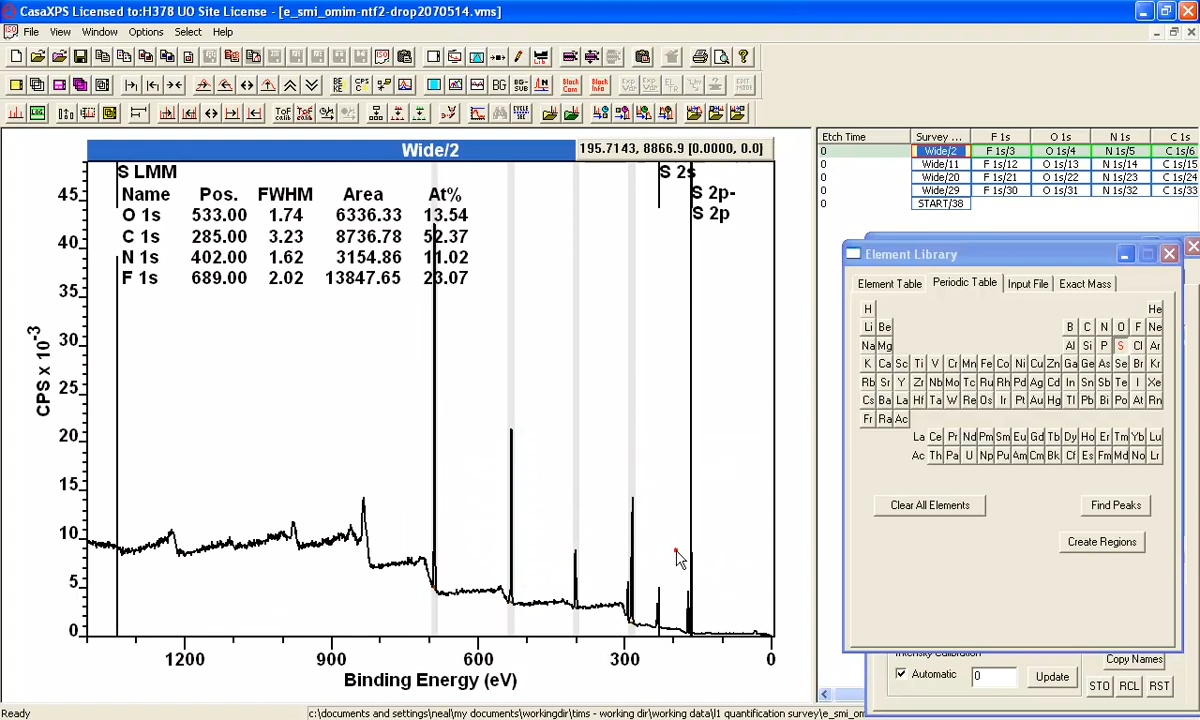 CasaXPS Licensed to:H378 UO Site License - [e_smi_omim-ntf2-drop2070514.vms]
File View Window Options Select Help
Wide/2 195.7143, 8866.9 [0.0000, 0.0]
S LMM S 2s
Name Pos. FWHM Area At%
S 2p-
O 1s 533.00 1.74 6336.33 13.54
S 2p
C 1s 285.00 3.23 8736.78 52.37
N 1s 402.00 1.62 3154.86 11.02
F 1s 689.00 2.02 13847.65 23.07
CPS x 10-3
45
40
35
30
25
20
15
10
5
0
1200 900 600 300 0
Binding Energy (eV)
Etch Time Survey ... F 1s O 1s N 1s C 1s
0 Wide/2 F 1s/3 O 1s/4 N 1s/5 C 1s/6
0 Wide/11 F 1s/12 O 1s/13 N 1s/14 C 1s/15
0 Wide/20 F 1s/21 O 1s/22 N 1s/23 C 1s/24
0 Wide/29 F 1s/30 O 1s/31 N 1s/32 C 1s/33
0 START/38
Element Library
Element Table Periodic Table Input File Exact Mass
H He
Li Be B C N O F Ne
Na Mg Al Si P S Cl Ar
K Ca Sc Ti V Cr Mn Fe Co Ni Cu Zn Ga Ge As Se Br Kr
Rb Sr Y Zr Nb Mo Tc Ru Rh Pd Ag Cd In Sn Sb Te I Xe
Cs Ba La Hf Ta W Re Os Ir Pt Au Hg Tl Pb Bi Po At Rn
Fr Ra Ac
La Ce Pr Nd Pm Sm Eu Gd Tb Dy Ho Er Tm Yb Lu
Ac Th Pa U Np Pu Am Cm Bk Cf Es Fm Md No Lr
Clear All Elements Find Peaks
Create Regions
Intensity Calibration
Copy Names
Automatic 0 Update STO RCL RST
Ready c:\documents and settings\neal\my documents\workingdir\tims - working dir\working data\l1 quantification survey\e_smi_om